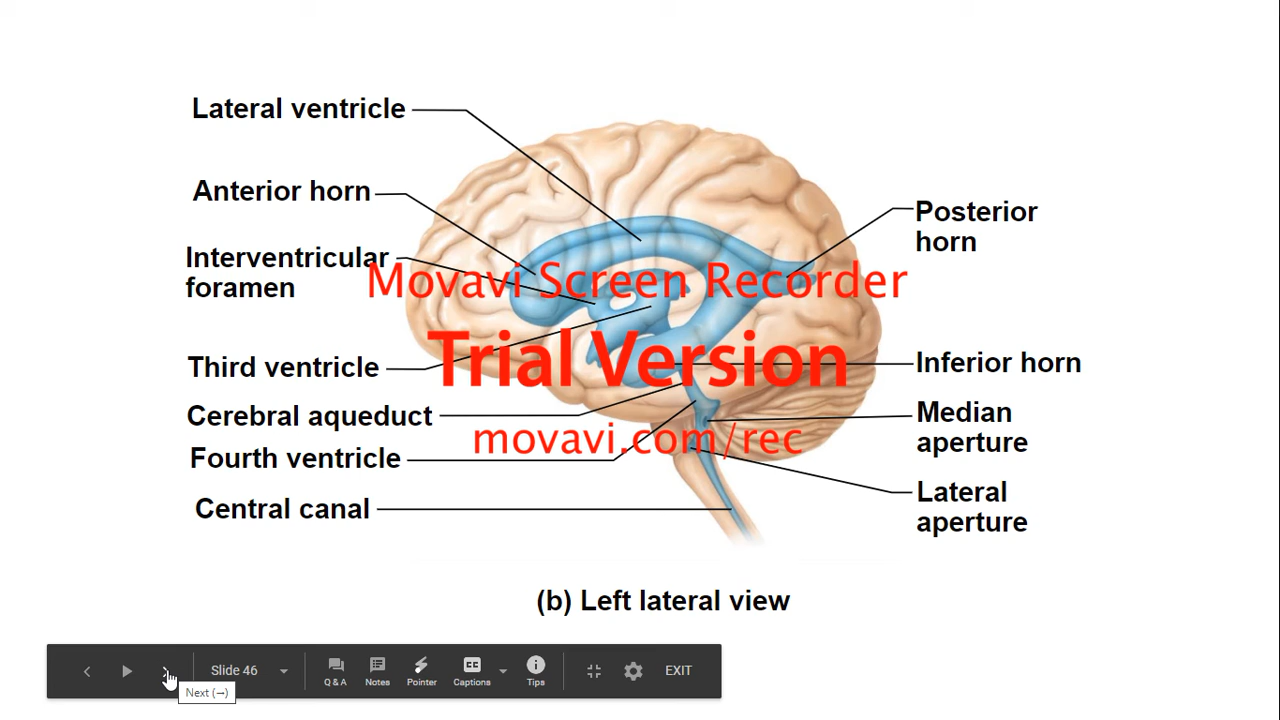 Lateral ventricle
Anterior horn
Interventricular
foramen
Third ventricle
Cerebral aqueduct
Fourth ventricle
Central canal
Posterior
horn
Inferior horn
Median
aperture
Lateral
aperture
Movavi Screen Recorder
Trial Version
movavi.com/rec
(b) Left lateral view
Slide 46
Q & A
Notes
Pointer
CC
Captions
Tips
EXIT
Next (→)